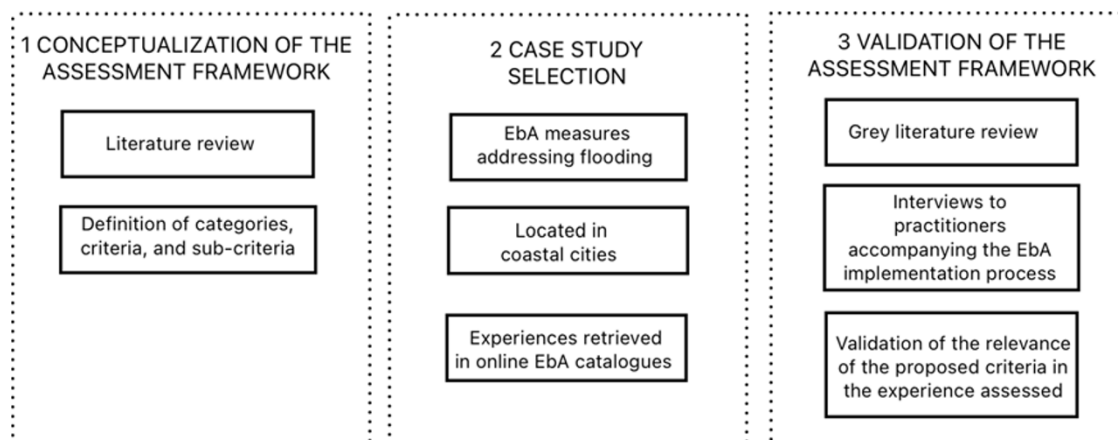 1 CONCEPTUALIZATION OF THE
ASSESSMENT FRAMEWORK
Literature review
Definition of categories,
criteria, and sub-criteria
2 CASE STUDY
SELECTION
EbA measures
addressing flooding
Located in
coastal cities
Experiences retrieved
in online EbA catalogues
3 VALIDATION OF THE
ASSESSMENT FRAMEWORK
Grey literature review
Interviews to
practitioners
accompanying the EbA
implementation process
Validation of the relevance
of the proposed criteria in
the experience assessed